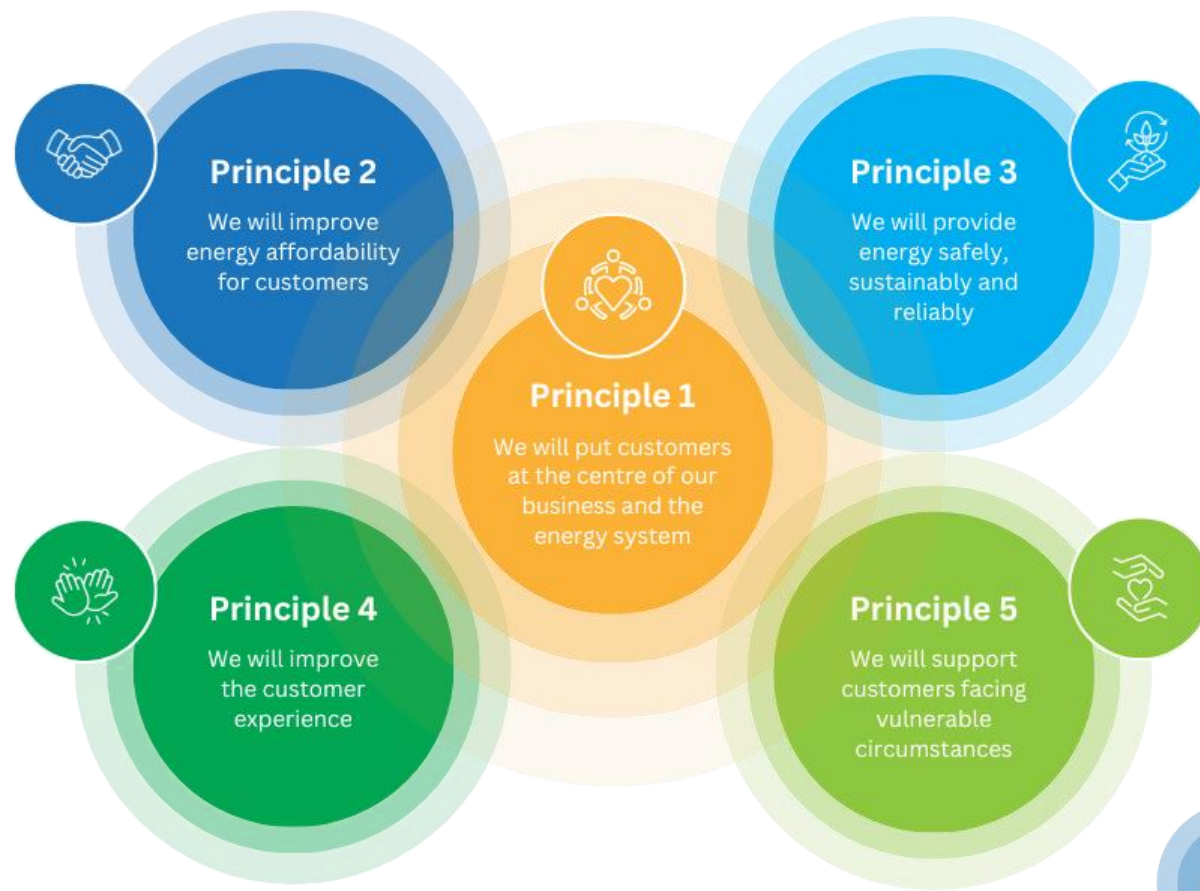 Principle 1
We will put customers
at the centre of our
business and the
energy system
Principle 2
We will improve
energy affordability
for customers
Principle 3
We will provide
energy safely,
sustainably and
reliably
Principle 4
We will improve
the customer
experience
Principle 5
We will support
customers facing
vulnerable
circumstances